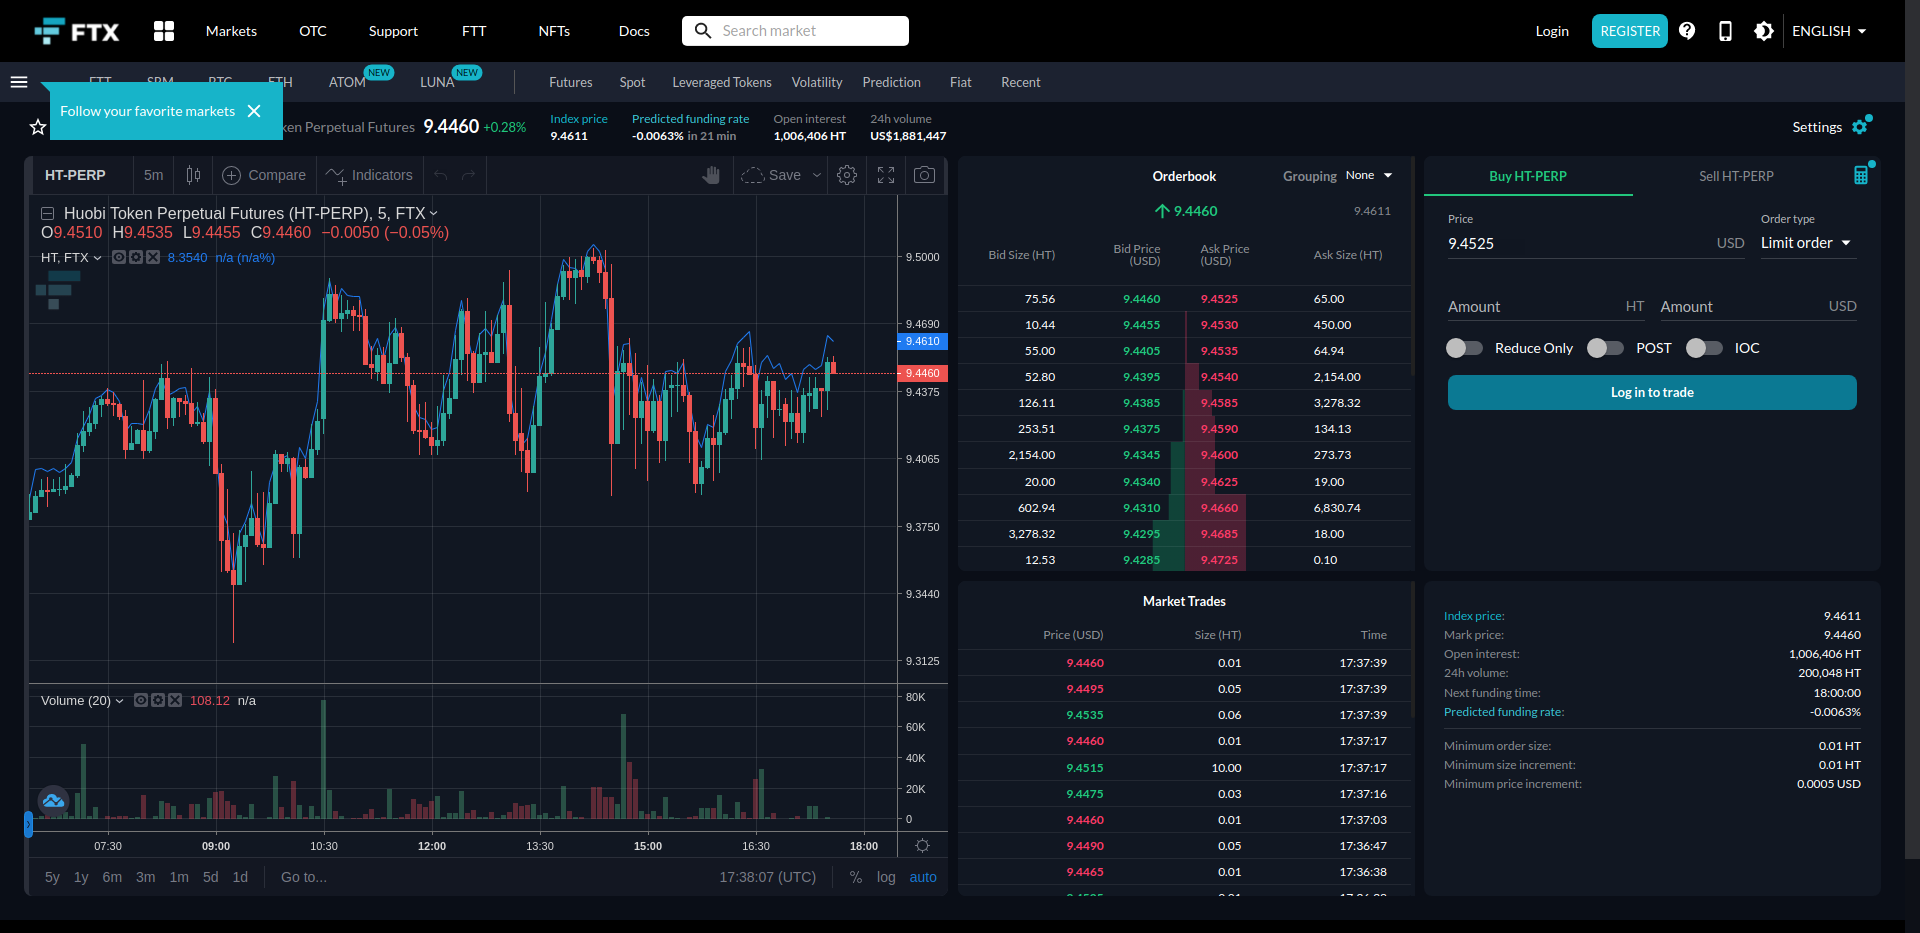 FTX
Markets
OTC
Support
FTT
NFTs
Docs
Search market
Login
REGISTER
ENGLISH
ATOM NEW
LUNA NEW
Futures
Spot
Leveraged Tokens
Volatility
Prediction
Fiat
Recent
Follow your favorite markets
Perpetual Futures
9.4460 +0.28%
Index price
9.4611
Predicted funding rate
-0.0063% in 21 min
Open interest
1,006,406 HT
24h volume
US$1,881,447
Settings
HT-PERP 5m Compare Indicators Save
Huobi Token Perpetual Futures (HT-PERP), 5, FTX
O9.4510 H9.4535 L9.4455 C9.4460 −0.0050 (−0.05%)
HT, FTX 8.3540 n/a (n/a%)
9.5000
9.4690
9.4610
9.4460
9.4375
9.4065
9.3750
9.3440
9.3125
Volume (20) 108.12 n/a
80K
60K
40K
20K
0
07:30 09:00 10:30 12:00 13:30 15:00 16:30 18:00
5y 1y 6m 3m 1m 5d 1d Go to... 17:38:07 (UTC) % log auto
Orderbook
Grouping None
9.4460 9.4611
Bid Size (HT) Bid Price (USD) Ask Price (USD) Ask Size (HT)
75.56 9.4460 9.4525 65.00
10.44 9.4455 9.4530 450.00
55.00 9.4405 9.4535 64.94
52.80 9.4395 9.4540 2,154.00
126.11 9.4385 9.4585 3,278.32
253.51 9.4375 9.4590 134.13
2,154.00 9.4345 9.4600 273.73
20.00 9.4340 9.4625 19.00
602.94 9.4310 9.4660 6,830.74
3,278.32 9.4295 9.4685 18.00
12.53 9.4285 9.4725 0.10
Market Trades
Price (USD) Size (HT) Time
9.4460 0.01 17:37:39
9.4495 0.05 17:37:39
9.4535 0.06 17:37:39
9.4460 0.01 17:37:17
9.4515 10.00 17:37:17
9.4475 0.03 17:37:16
9.4460 0.01 17:37:03
9.4490 0.05 17:36:47
9.4465 0.01 17:36:38
Buy HT-PERP
Sell HT-PERP
Price
9.4525 USD
Order type
Limit order
Amount HT Amount USD
Reduce Only POST IOC
Log in to trade
Index price: 9.4611
Mark price: 9.4460
Open interest: 1,006,406 HT
24h volume: 200,048 HT
Next funding time: 18:00:00
Predicted funding rate: -0.0063%
Minimum order size: 0.01 HT
Minimum size increment: 0.01 HT
Minimum price increment: 0.0005 USD